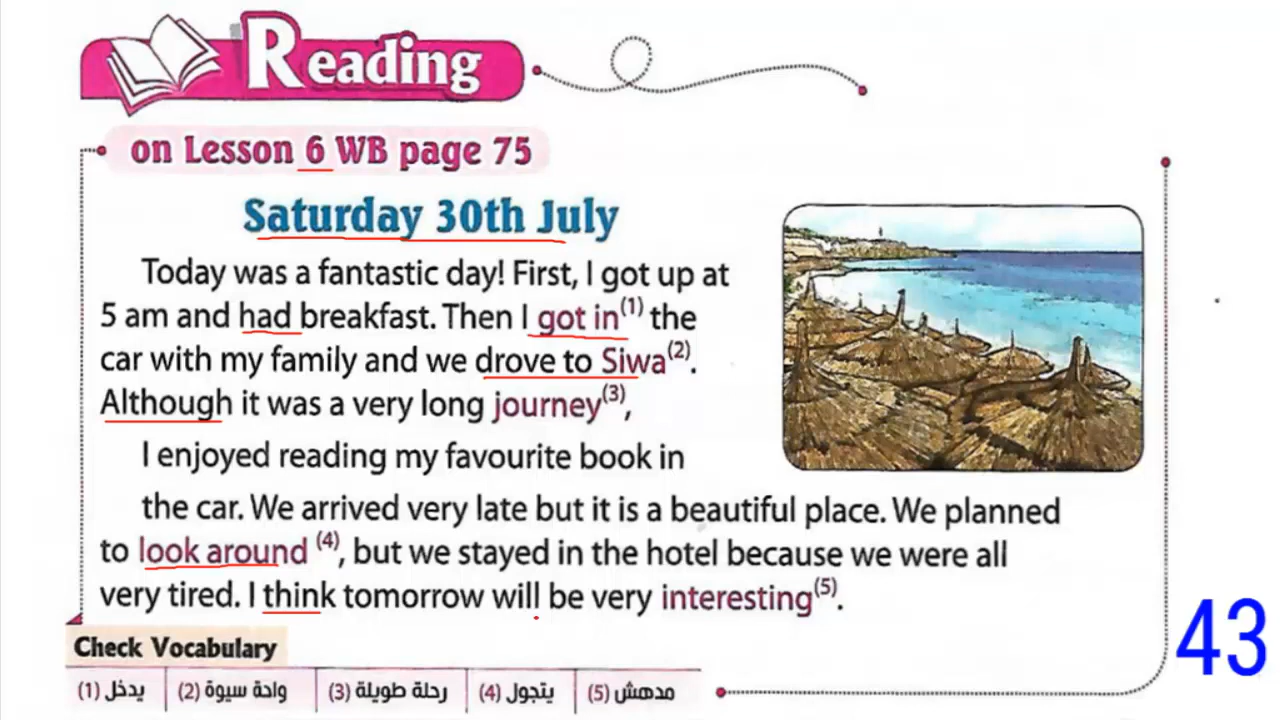 Reading
on Lesson 6 WB page 75
Saturday 30th July
Today was a fantastic day! First, I got up at
5 am and had breakfast. Then I got in(1) the
car with my family and we drove to Siwa(2).
Although it was a very long journey(3),
I enjoyed reading my favourite book in
the car. We arrived very late but it is a beautiful place. We planned
to look around (4), but we stayed in the hotel because we were all
very tired. I think tomorrow will be very interesting(5).
43
Check Vocabulary
(1) يدخل (2) واحة سيوة (3) رحلة طويلة (4) يتجول (5) مدهش